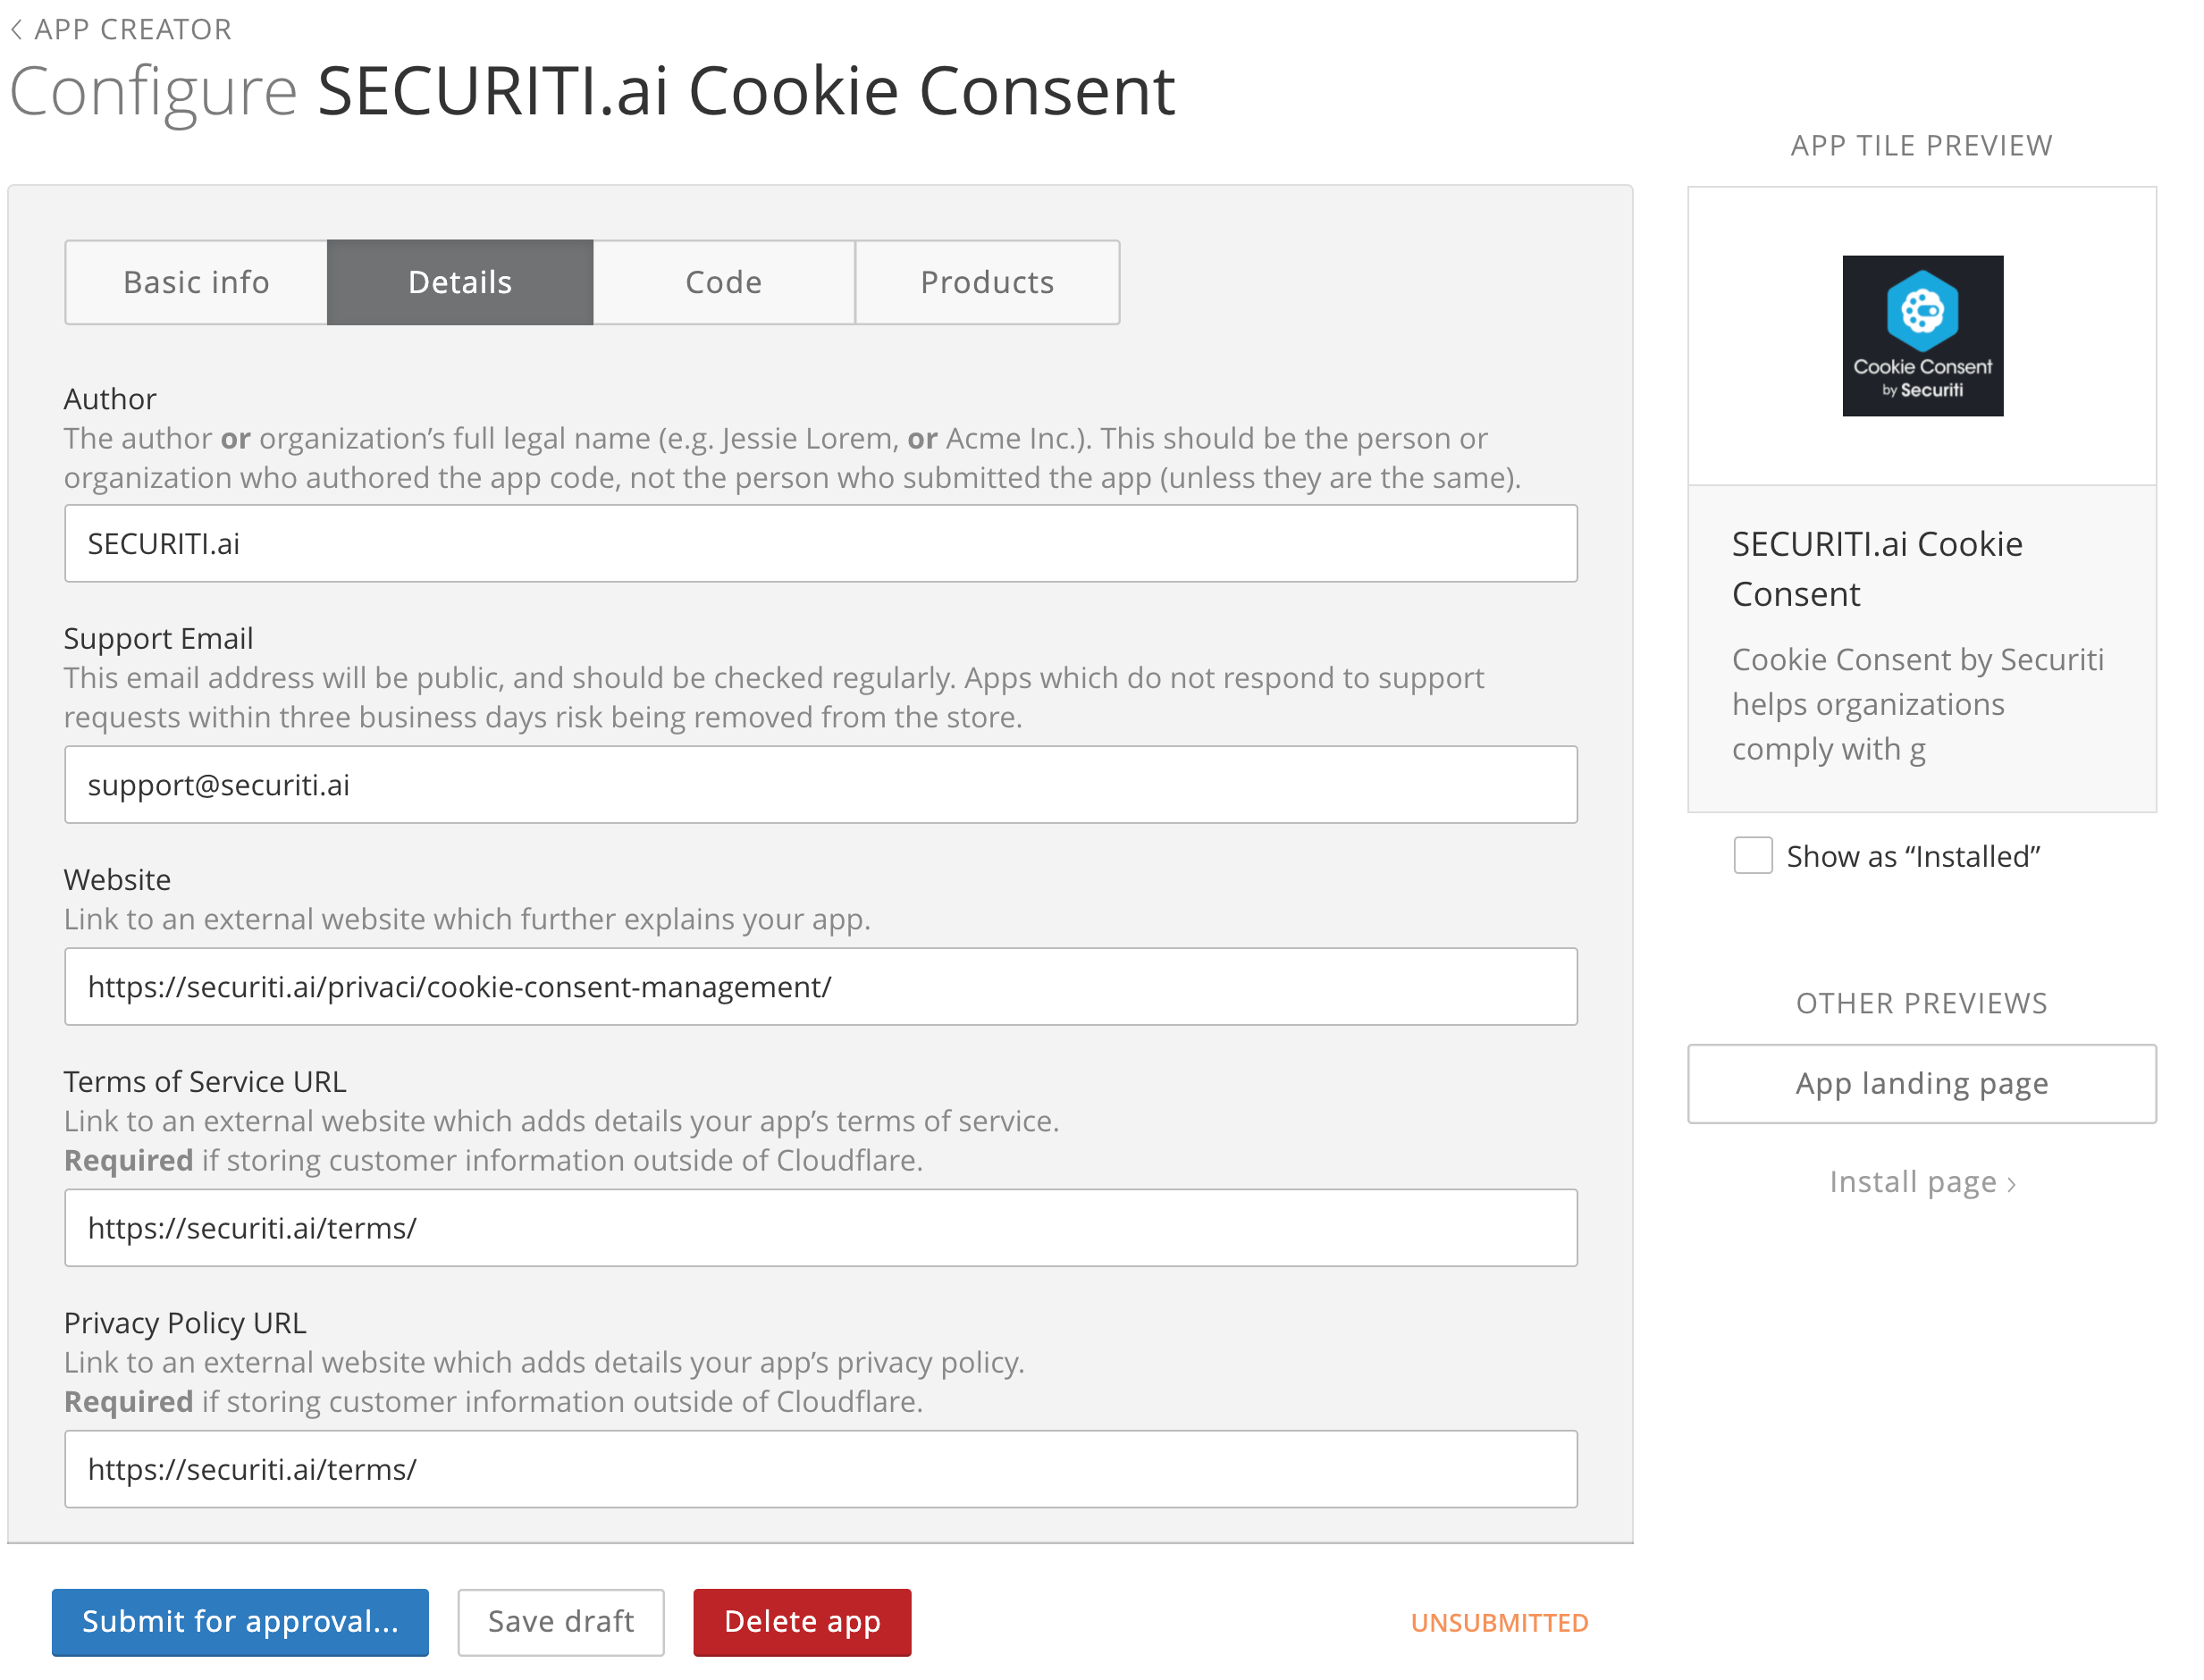 APP CREATOR
Configure SECURITI.ai Cookie Consent
Basic info
Details
Code
Products
Author
The author or organization’s full legal name (e.g. Jessie Lorem, or Acme Inc.). This should be the person or
organization who authored the app code, not the person who submitted the app (unless they are the same).
SECURITI.ai
Support Email
This email address will be public, and should be checked regularly. Apps which do not respond to support
requests within three business days risk being removed from the store.
support@securiti.ai
Website
Link to an external website which further explains your app.
https://securiti.ai/privaci/cookie-consent-management/
Terms of Service URL
Link to an external website which adds details your app’s terms of service.
Required if storing customer information outside of Cloudflare.
https://securiti.ai/terms/
Privacy Policy URL
Link to an external website which adds details your app’s privacy policy.
Required if storing customer information outside of Cloudflare.
https://securiti.ai/terms/
Submit for approval...
Save draft
Delete app
UNSUBMITTED
APP TILE PREVIEW
Cookie Consent
by Securiti
SECURITI.ai Cookie
Consent
Cookie Consent by Securiti
helps organizations
comply with g
Show as “Installed”
OTHER PREVIEWS
App landing page
Install page ›